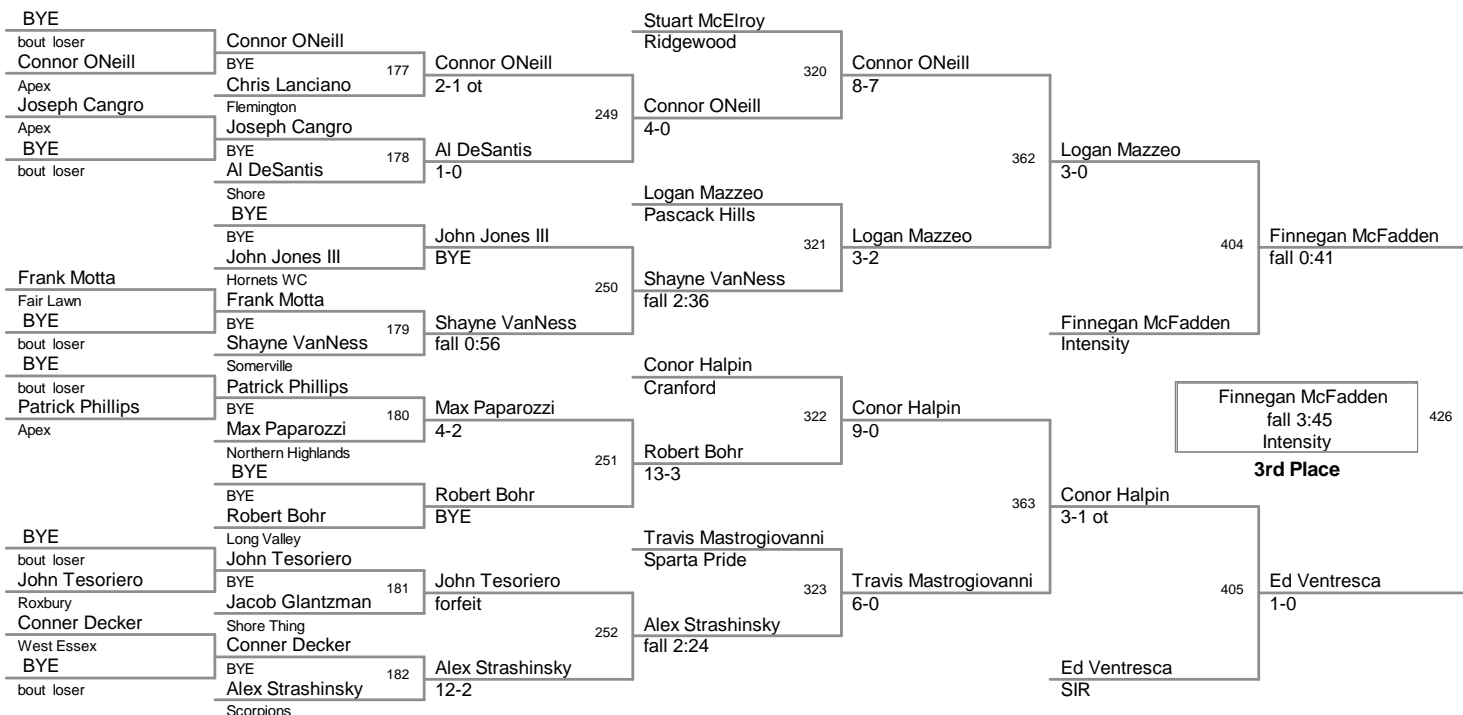 BYE
bout loser
Connor ONeill
Apex
Joseph Cangro
Apex
BYE
bout loser
Frank Motta
Fair Lawn
BYE
bout loser
BYE
bout loser
Patrick Phillips
Apex
BYE
bout loser
John Tesoriero
Roxbury
Conner Decker
West Essex
BYE
bout loser
Connor ONeill
BYE
177
Chris Lanciano
Flemington
Joseph Cangro
BYE
178
Al DeSantis
Shore
BYE
BYE
John Jones III
Hornets WC
Frank Motta
BYE
179
Shayne VanNess
Somerville
Patrick Phillips
BYE
180
Max Paparozzi
Northern Highlands
BYE
BYE
Robert Bohr
Long Valley
John Tesoriero
BYE
181
Jacob Glantzman
Shore Thing
Conner Decker
BYE
182
Alex Strashinsky
Scorpions
Connor ONeill
2-1 ot
249
Al DeSantis
1-0
John Jones III
BYE
250
Shayne VanNess
fall 0:56
Max Paparozzi
4-2
251
Robert Bohr
BYE
John Tesoriero
forfeit
252
Alex Strashinsky
12-2
Stuart McElroy
Ridgewood
320
Connor ONeill
4-0
Logan Mazzeo
Pascack Hills
321
Shayne VanNess
fall 2:36
Conor Halpin
Cranford
322
Robert Bohr
13-3
Travis Mastrogiovanni
Sparta Pride
323
Alex Strashinsky
fall 2:24
Connor ONeill
8-7
362
Logan Mazzeo
3-2
Conor Halpin
9-0
363
Travis Mastrogiovanni
6-0
Logan Mazzeo
3-0
404
Finnegan McFadden
Intensity
Conor Halpin
3-1 ot
405
Ed Ventresca
SIR
Finnegan McFadden
fall 0:41
Finnegan McFadden
fall 3:45
Intensity
426
3rd Place
Ed Ventresca
1-0